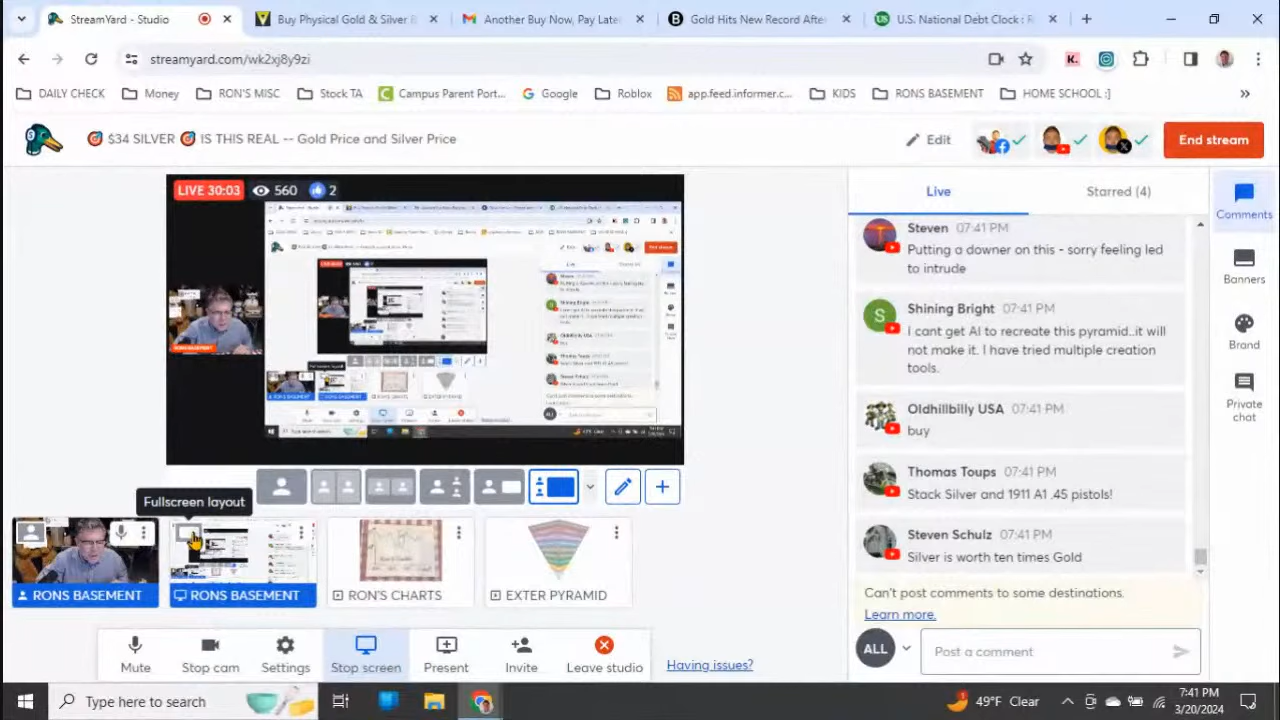 StreamYard - Studio
Buy Physical Gold & Silver B
Another Buy Now, Pay Late
Gold Hits New Record After
U.S. National Debt Clock : R
streamyard.com/wk2xj8y9zi
DAILY CHECK
Money
RON'S MISC
Stock TA
Campus Parent Port...
Google
Roblox
app.feed.informer.c...
KIDS
RONS BASEMENT
HOME SCHOOL :]
$34 SILVER IS THIS REAL -- Gold Price and Silver Price
Edit
End stream
LIVE 30:03
560
2
Live
Starred (4)
Comments
Banners
Brand
Private
chat
Steven 07:41 PM
Putting a downer on this - sorry feeling led
to intrude
Shining Bright 07:41 PM
I cant get AI to recreate this pyramid..it will
not make it. I have tried multiple creation
tools.
Oldhillbilly USA 07:41 PM
buy
Thomas Toups 07:41 PM
Stack Silver and 1911 A1 .45 pistols!
Steven Schulz 07:41 PM
Silver is worth ten times Gold
Can't post comments to some destinations.
Learn more.
ALL
Post a comment
RONS BASEMENT
Fullscreen layout
RONS BASEMENT
RONS BASEMENT
RON'S CHARTS
EXTER PYRAMID
Mute
Stop cam
Settings
Stop screen
Present
Invite
Leave studio
Having issues?
Type here to search
49°F Clear
7:41 PM
3/20/2024